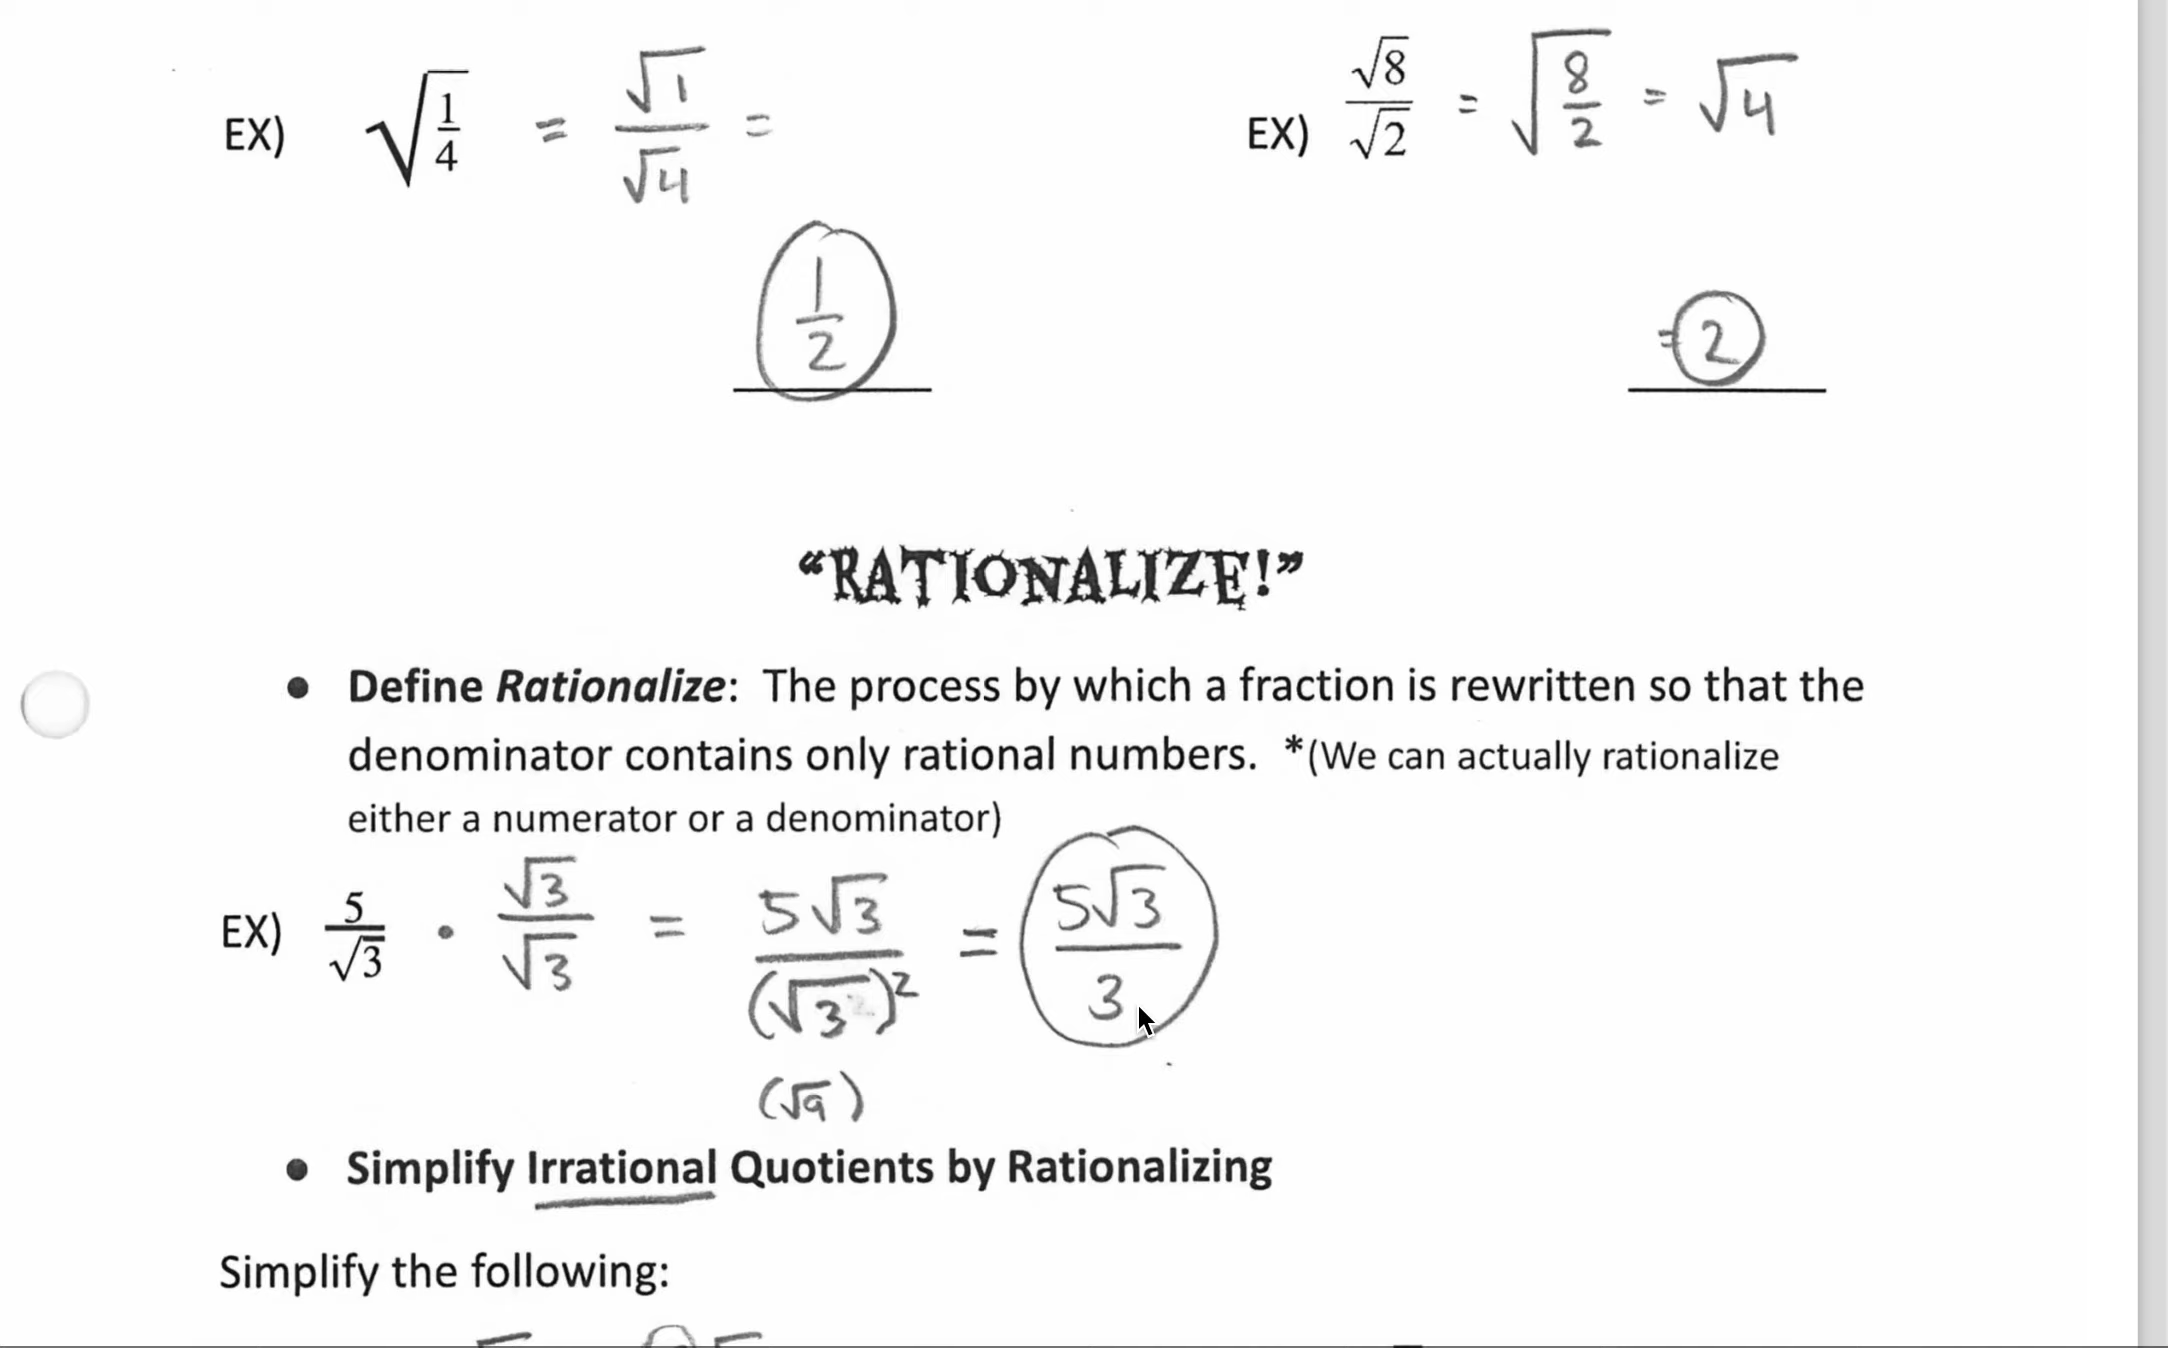 EX) √(1/4) = √1/√4 =
1/2
EX) √8/√2 = √(8/2) = √4
=2
“RATIONALIZE!”
• Define Rationalize: The process by which a fraction is rewritten so that the
denominator contains only rational numbers. *(We can actually rationalize
either a numerator or a denominator)
EX) 5/√3 · √3/√3 = 5√3/(√3)² = 5√3/3
(√9)
• Simplify Irrational Quotients by Rationalizing
Simplify the following: